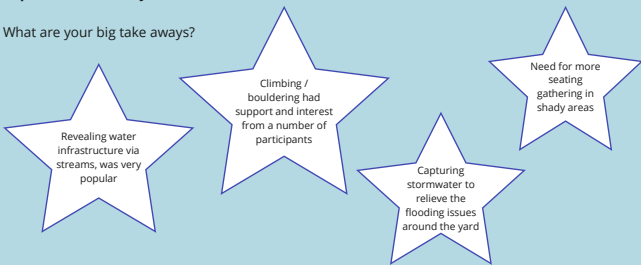 What are your big take aways?
Revealing water
infrastructure via
streams, was very
popular
Climbing /
bouldering had
support and interest
from a number of
participants
Capturing
stormwater to
relieve the
flooding issues
around the yard
Need for more
seating
gathering in
shady areas